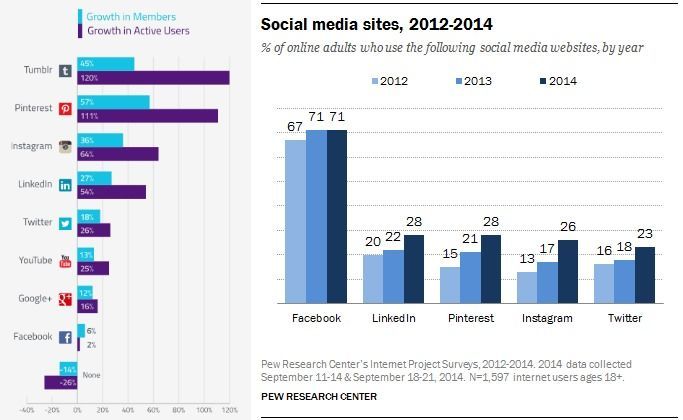 Growth in Members
Growth in Active Users
Tumblr
45%
120%
Pinterest
57%
111%
Instagram
36%
64%
LinkedIn
27%
54%
Twitter
18%
26%
YouTube
13%
25%
Google+
12%
16%
Facebook
6%
2%
-14%
-26%
None
-40% -20% 0% 20% 40% 60% 80% 100% 120%
Social media sites, 2012-2014
% of online adults who use the following social media websites, by year
2012 2013 2014
67 71 71
20 22 28
15 21 28
13 17 26
16 18 23
Facebook LinkedIn Pinterest Instagram Twitter
Pew Research Center's Internet Project Surveys, 2012-2014. 2014 data collected
September 11-14 & September 18-21, 2014. N=1,597 internet users ages 18+.
PEW RESEARCH CENTER